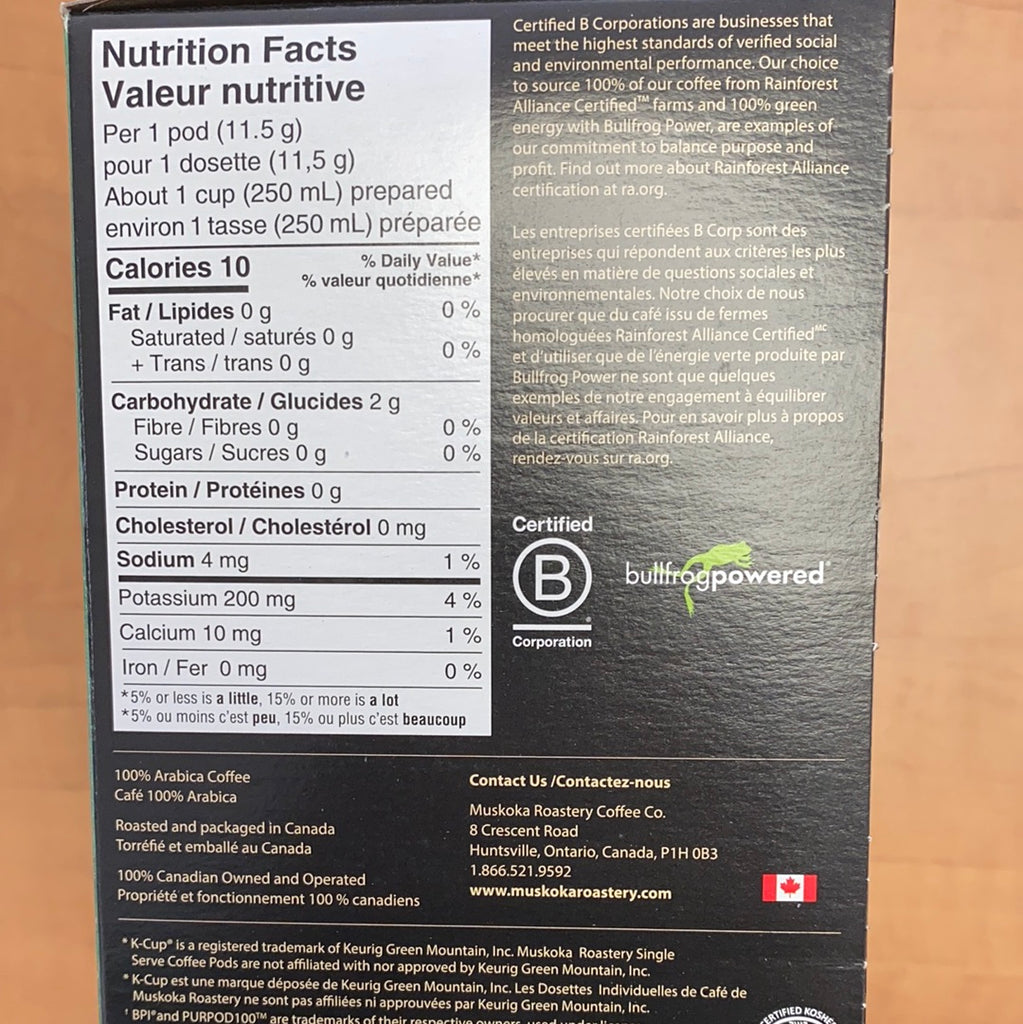 Nutrition Facts
Valeur nutritive
Per 1 pod (11.5 g)
pour 1 dosette (11,5 g)
About 1 cup (250 mL) prepared
environ 1 tasse (250 mL) préparée
Calories 10
% Daily Value*
% valeur quotidienne*
Fat / Lipides 0 g 0 %
Saturated / saturés 0 g
+ Trans / trans 0 g 0 %
Carbohydrate / Glucides 2 g
Fibre / Fibres 0 g 0 %
Sugars / Sucres 0 g 0 %
Protein / Protéines 0 g
Cholesterol / Cholestérol 0 mg
Sodium 4 mg 1 %
Potassium 200 mg 4 %
Calcium 10 mg 1 %
Iron / Fer 0 mg 0 %
*5% or less is a little, 15% or more is a lot
*5% ou moins c'est peu, 15% ou plus c'est beaucoup
Certified B Corporations are businesses that
meet the highest standards of verified social
and environmental performance. Our choice
to source 100% of our coffee from Rainforest
Alliance Certified™ farms and 100% green
energy with Bullfrog Power, are examples of
our commitment to balance purpose and
profit. Find out more about Rainforest Alliance
certification at ra.org.
Les entreprises certifiées B Corp sont des
entreprises qui répondent aux critères les plus
élevés en matière de questions sociales et
environnementales. Notre choix de nous
procurer que du café issu de fermes
homologuées Rainforest Alliance Certified MC
et d'utiliser que de l'énergie verte produite par
Bullfrog Power ne sont que quelques
exemples de notre engagement à équilibrer
valeurs et affaires. Pour en savoir plus à propos
de la certification Rainforest Alliance,
rendez-vous sur ra.org.
Certified
B
®
Corporation
bullfrogpowered®
100% Arabica Coffee
Café 100% Arabica
Roasted and packaged in Canada
Torréfié et emballé au Canada
100% Canadian Owned and Operated
Propriété et fonctionnement 100 % canadiens
Contact Us /Contactez-nous
Muskoka Roastery Coffee Co.
8 Crescent Road
Huntsville, Ontario, Canada, P1H 0B3
1.866.521.9592
www.muskokaroastery.com
* K-Cup® is a registered trademark of Keurig Green Mountain, Inc. Muskoka Roastery Single
Serve Coffee Pods are not affiliated with nor approved by Keurig Green Mountain, Inc.
* K-Cup est une marque déposée de Keurig Green Mountain, Inc. Les Dosettes Individuelles de Café de
Muskoka Roastery ne sont pas affiliées ni approuvées par Keurig Green Mountain, Inc.
† BPI® and PURPOD100™ are trademarks of their respective owners, used under
CERTIFIED KOSHER